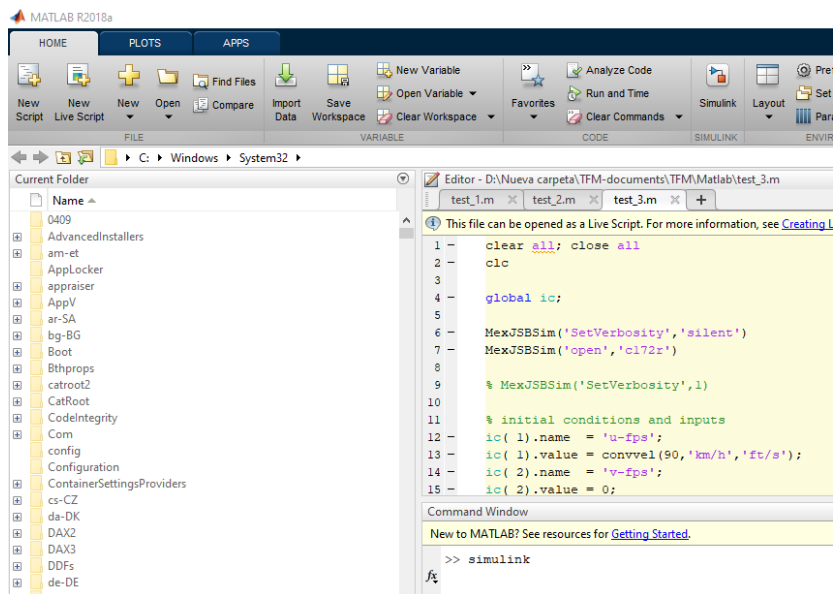 MATLAB R2018a
HOME PLOTS APPS
New Script
New Live Script
New
Open
Find Files
Compare
Import Data
Save Workspace
New Variable
Open Variable
Clear Workspace
Favorites
Analyze Code
Run and Time
Clear Commands
Simulink
Layout
Pre
Set
Par
FILE VARIABLE CODE SIMULINK ENVIR
C: Windows System32
Current Folder
Name
0409
AdvancedInstallers
am-et
AppLocker
appraiser
AppV
ar-SA
bg-BG
Boot
Bthprops
catroot2
CatRoot
CodeIntegrity
Com
config
Configuration
ContainerSettingsProviders
cs-CZ
da-DK
DAX2
DAX3
DDFs
de-DE
Editor - D:\Nueva carpeta\TFM-documents\TFM\Matlab\test_3.m
test_1.m test_2.m test_3.m +
This file can be opened as a Live Script. For more information, see Creating L
1 – clear all; close all
2 – clc
3
4 – global ic;
5
6 – MexJSBSim('SetVerbosity','silent')
7 – MexJSBSim('open','c172r')
8
9 % MexJSBSim('SetVerbosity',1)
10
11 % initial conditions and inputs
12 – ic( 1).name = 'u-fps';
13 – ic( 1).value = convvel(90,'km/h','ft/s');
14 – ic( 2).name = 'v-fps';
15 – ic( 2).value = 0;
Command Window
New to MATLAB? See resources for Getting Started.
>> simulink
fx